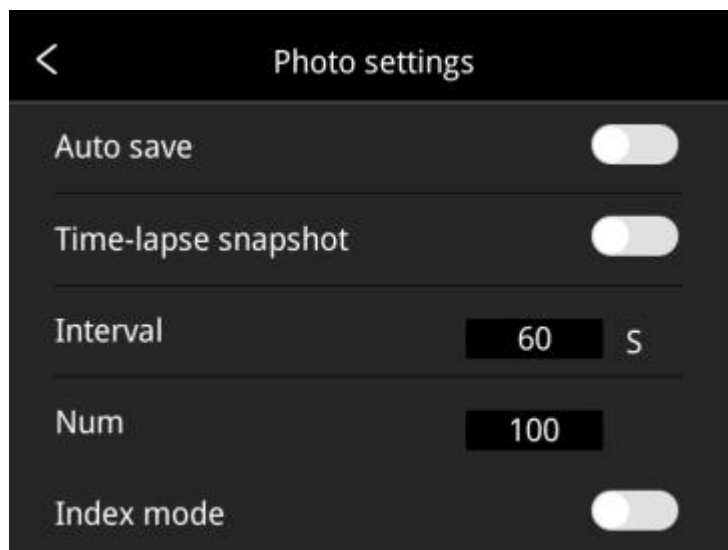 Photo settings
Auto save
Time-lapse snapshot
Interval 60 S
Num 100
Index mode